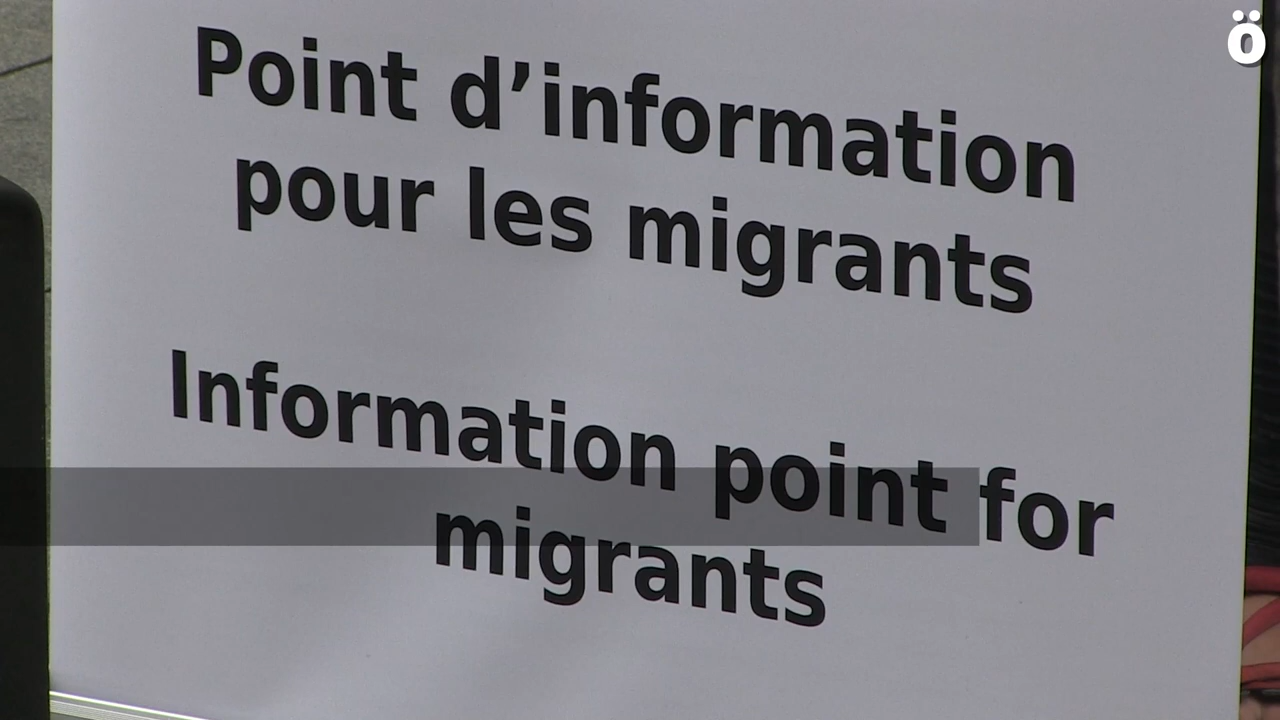 ö
Point d’information
pour les migrants
Information point for
migrants